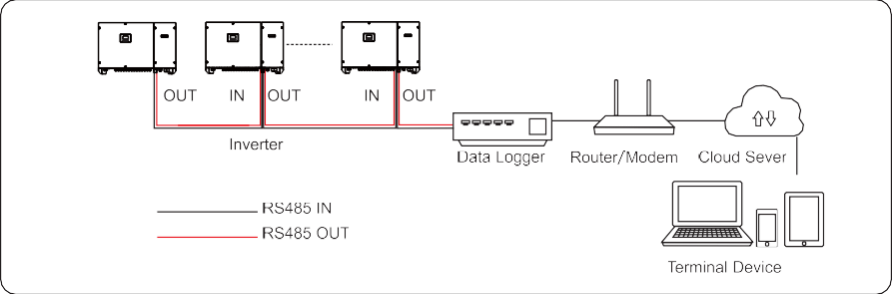 OUT IN OUT IN OUT
Inverter
Data Logger Router/Modem Cloud Sever
RS485 IN
RS485 OUT
Terminal Device